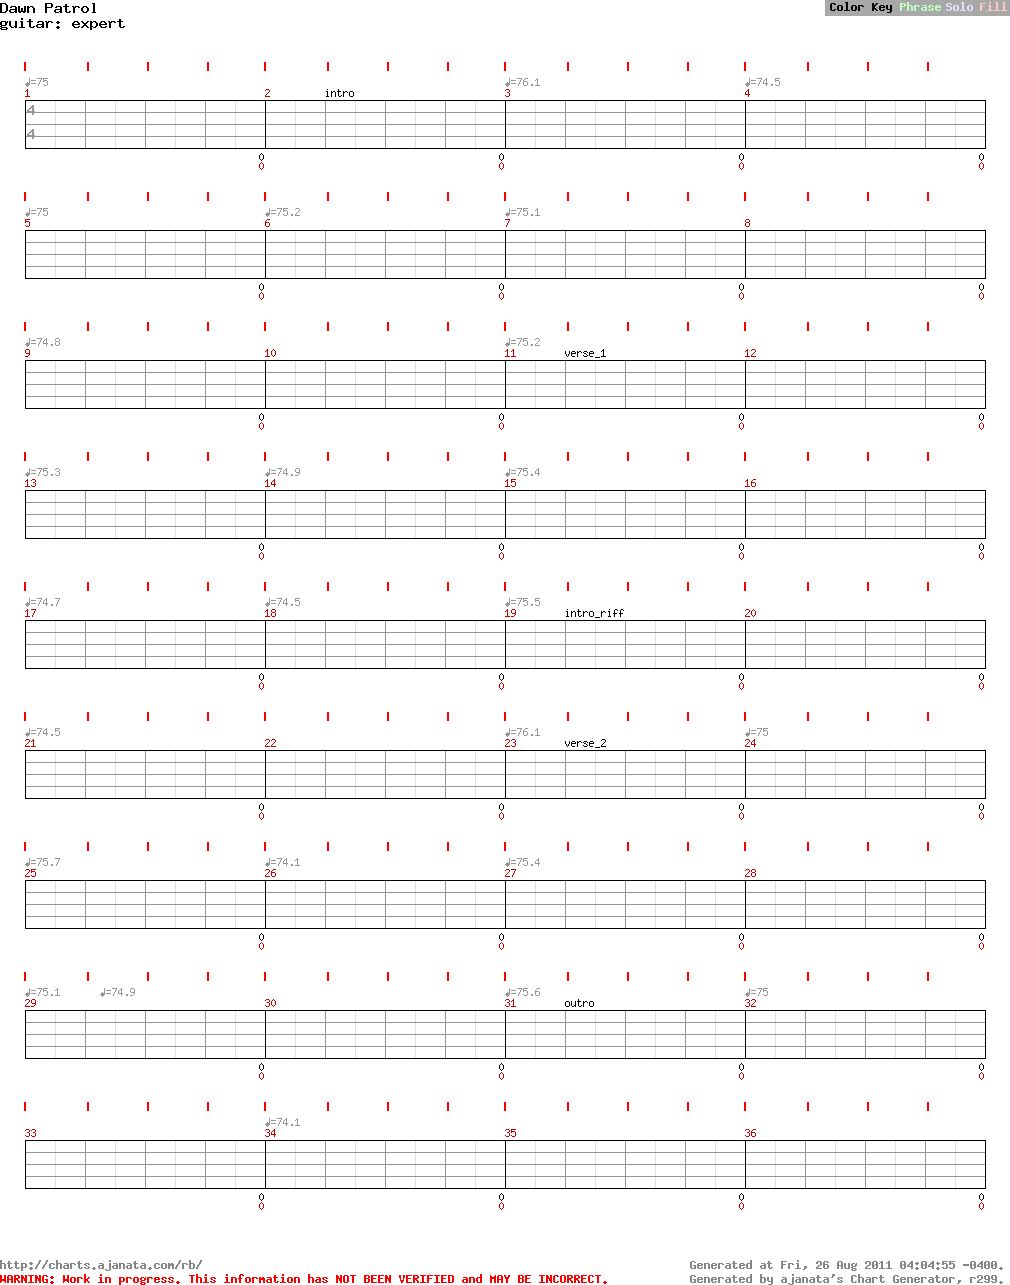 Dawn Patrol
Color Key Phrase Solo Fill
guitar: expert
♩=75 ♩=76.1 ♩=74.5
1 2 intro 3 4
4
4
0 0 0 0
0 0 0 0
♩=75 ♩=75.2 ♩=75.1
5 6 7 8
0 0 0 0
0 0 0 0
♩=74.8 ♩=75.2
9 10 11 verse_1 12
0 0 0 0
0 0 0 0
♩=75.3 ♩=74.9 ♩=75.4
13 14 15 16
0 0 0 0
0 0 0 0
♩=74.7 ♩=74.5 ♩=75.5
17 18 19 intro_riff 20
0 0 0 0
0 0 0 0
♩=74.5 ♩=76.1 ♩=75
21 22 23 verse_2 24
0 0 0 0
0 0 0 0
♩=75.7 ♩=74.1 ♩=75.4
25 26 27 28
0 0 0 0
0 0 0 0
♩=75.1 ♩=74.9 ♩=75.6 ♩=75
29 30 31 outro 32
0 0 0 0
0 0 0 0
♩=74.1
33 34 35 36
0 0 0 0
0 0 0 0
http://charts.ajanata.com/rb/ Generated at Fri, 26 Aug 2011 04:04:55 -0400.
WARNING: Work in progress. This information has NOT BEEN VERIFIED and MAY BE INCORRECT. Generated by ajanata's Chart Generator, r299.